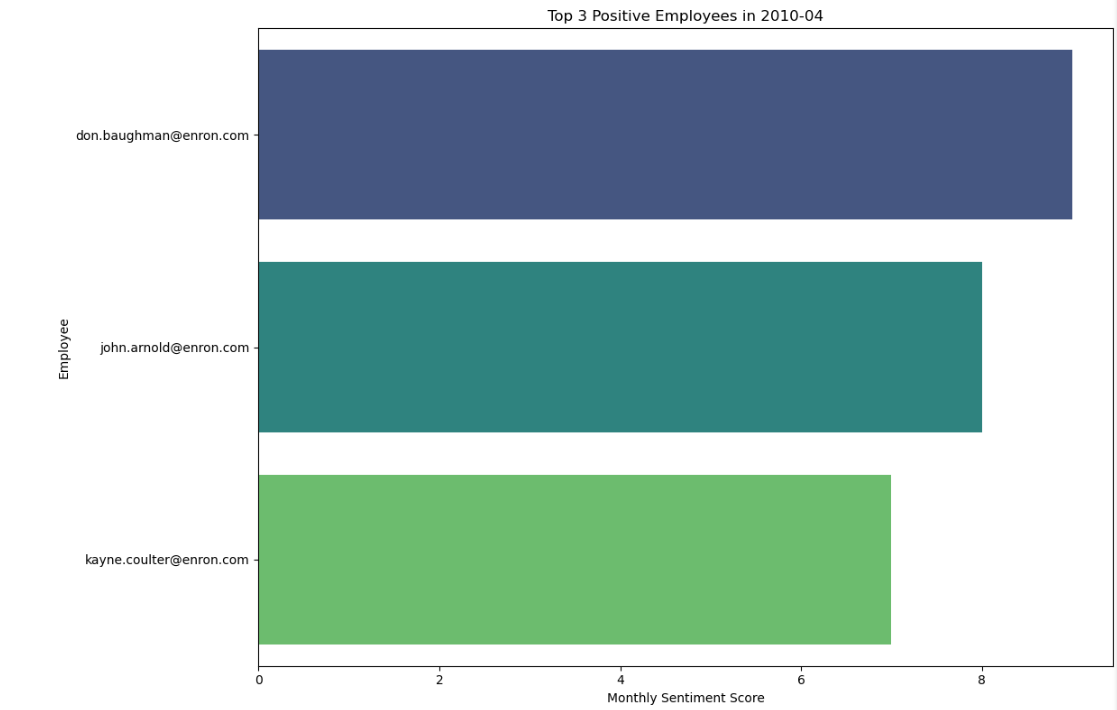 Top 3 Positive Employees in 2010-04
Employee
don.baughman@enron.com
john.arnold@enron.com
kayne.coulter@enron.com
0 2 4 6 8
Monthly Sentiment Score